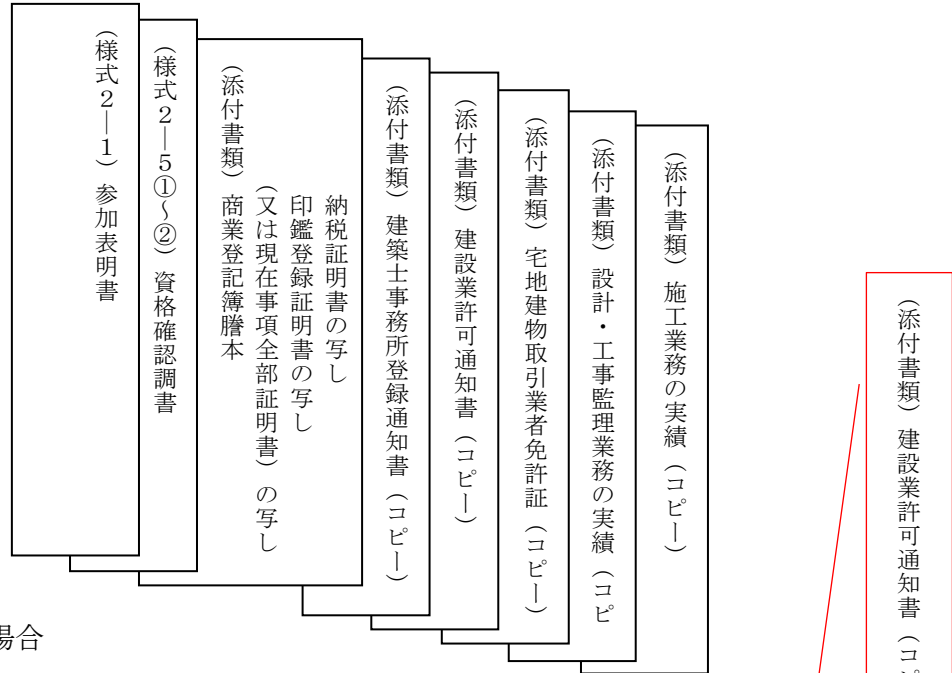 （様式２―１）参加表明書
（様式２―５①～②）資格確認調書
（添付書類）商業登記簿謄本
（又は現在事項全部証明書）の写し
印鑑登録証明書の写し
納税証明書の写し
（添付書類）建築士事務所登録通知書（コピー）
（添付書類）建設業許可通知書（コピー）
（添付書類）宅地建物取引業者免許証（コピー）
（添付書類）設計・工事監理業務の実績（コピ
（添付書類）施工業務の実績（コピー）
（添付書類）建設業許可通知書（コ
場合